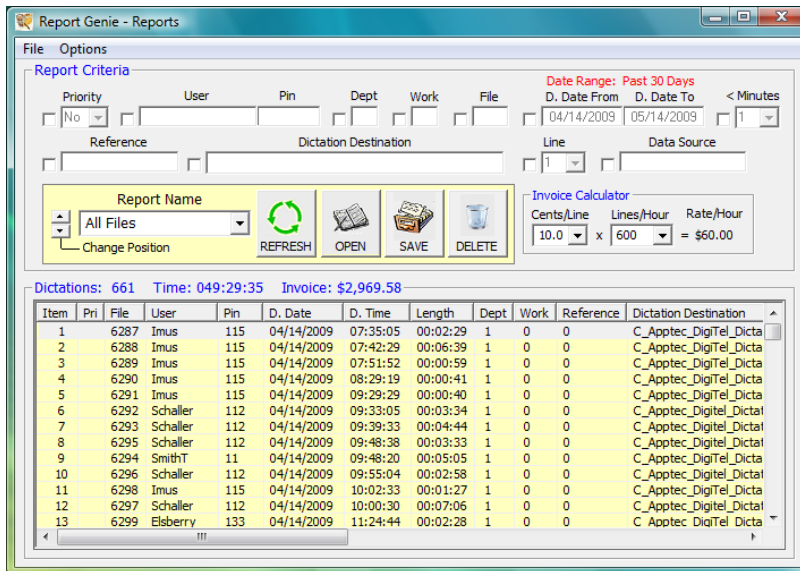 Report Genie - Reports
File Options
Report Criteria
Date Range: Past 30 Days
Priority User Pin Dept Work File D. Date From D. Date To < Minutes
No 04/14/2009 05/14/2009 1
Reference Dictation Destination Line Data Source
1
Report Name
All Files
Change Position
REFRESH OPEN SAVE DELETE
Invoice Calculator
Cents/Line Lines/Hour Rate/Hour
10.0 x 600 = $60.00
Dictations: 661 Time: 049:29:35 Invoice: $2,969.58
Item Pri File User Pin D. Date D. Time Length Dept Work Reference Dictation Destination
1 6287 Imus 115 04/14/2009 07:35:05 00:02:29 1 0 0 C_Apptec_DigiTel_Dicta
2 6288 Imus 115 04/14/2009 07:42:29 00:06:39 1 0 0 C_Apptec_DigiTel_Dicta
3 6289 Imus 115 04/14/2009 07:51:52 00:00:59 1 0 0 C_Apptec_DigiTel_Dicta
4 6290 Imus 115 04/14/2009 08:29:19 00:00:41 1 0 0 C_Apptec_DigiTel_Dicta
5 6291 Imus 115 04/14/2009 09:29:29 00:00:40 1 0 0 C_Apptec_DigiTel_Dicta
6 6292 Schaller 112 04/14/2009 09:33:05 00:03:34 1 0 0 C_Apptec_Digitel_Dictat
7 6293 Schaller 112 04/14/2009 09:39:33 00:04:44 1 0 0 C_Apptec_Digitel_Dictat
8 6295 Schaller 112 04/14/2009 09:48:38 00:03:33 1 0 0 C_Apptec_Digitel_Dictat
9 6294 SmithT 11 04/14/2009 09:48:20 00:05:05 1 0 0 C_Apptec_DigiTel_Dicta
10 6296 Schaller 112 04/14/2009 09:55:04 00:02:58 1 0 0 C_Apptec_Digitel_Dictat
11 6298 Imus 115 04/14/2009 10:02:33 00:01:27 1 0 0 C_Apptec_DigiTel_Dicta
12 6297 Schaller 112 04/14/2009 10:00:30 00:07:06 1 0 0 C_Apptec_Digitel_Dictat
13 6299 Elsberry 133 04/14/2009 11:24:44 00:02:28 1 0 0 C_Apptec_DigiTel_Dicta